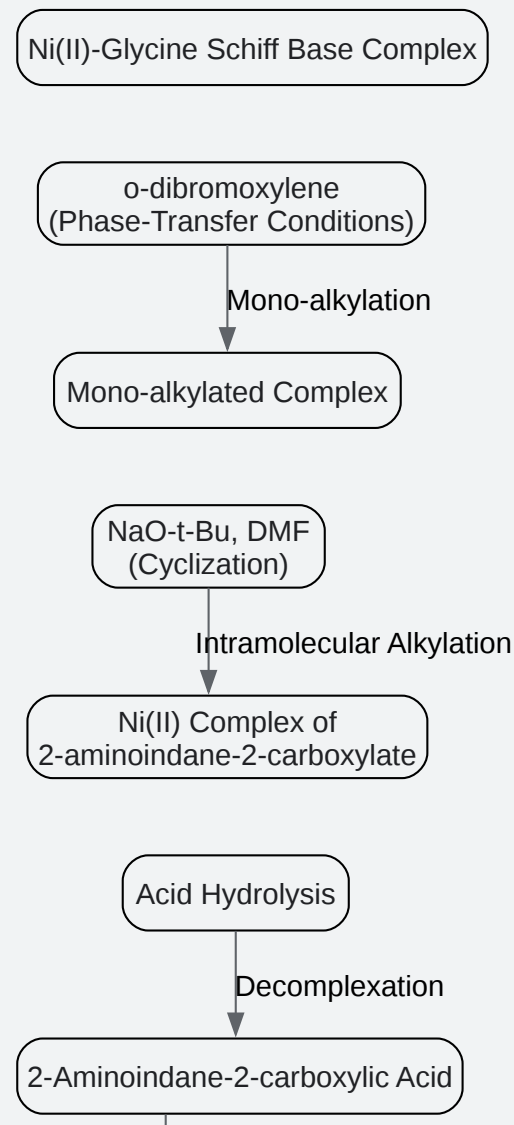 Ni(II)-Glycine Schiff Base Complex
o-dibromoxylene
(Phase-Transfer Conditions)
Mono-alkylation
Mono-alkylated Complex
NaO-t-Bu, DMF
(Cyclization)
Intramolecular Alkylation
Ni(II) Complex of
2-aminoindane-2-carboxylate
Acid Hydrolysis
Decomplexation
2-Aminoindane-2-carboxylic Acid